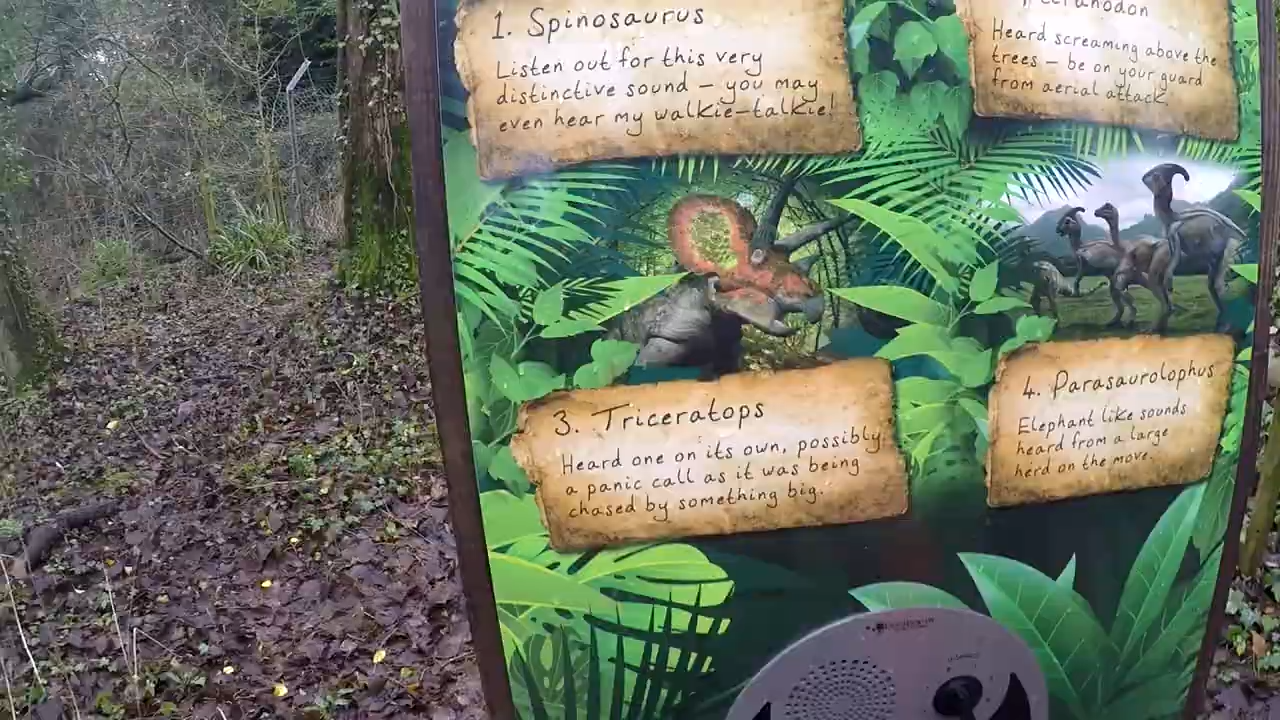 1. Spinosaurus
Listen out for this very
distinctive sound – you may
even hear my walkie-talkie!
Heard screaming above the
trees – be on your guard
from aerial attack.
3. Triceratops
Heard one on its own, possibly
a panic call as it was being
chased by something big.
4. Parasaurolophus
Elephant like sounds
heard from a large
herd on the move.